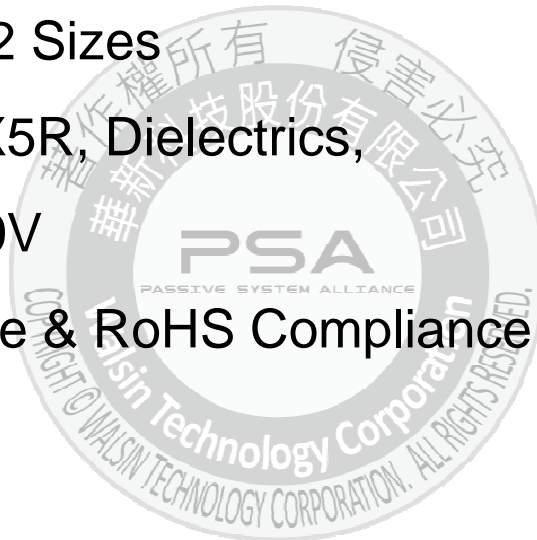 2 Sizes
X5R, Dielectrics,
0V
e & RoHS Compliance
著作權所有 侵害必究
華新科技股份有限公司
PSA
PASSIVE SYSTEM ALLIANCE
Walsin Technology Corporation
COPYRIGHT © WALSIN TECHNOLOGY CORPORATION. ALL RIGHTS RESERVED.